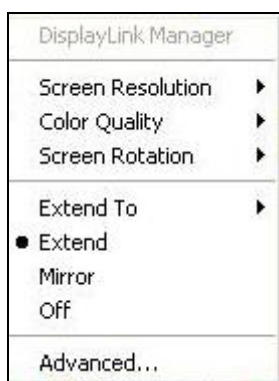 DisplayLink Manager
Screen Resolution
Color Quality
Screen Rotation
Extend To
Extend
Mirror
Off
Advanced...